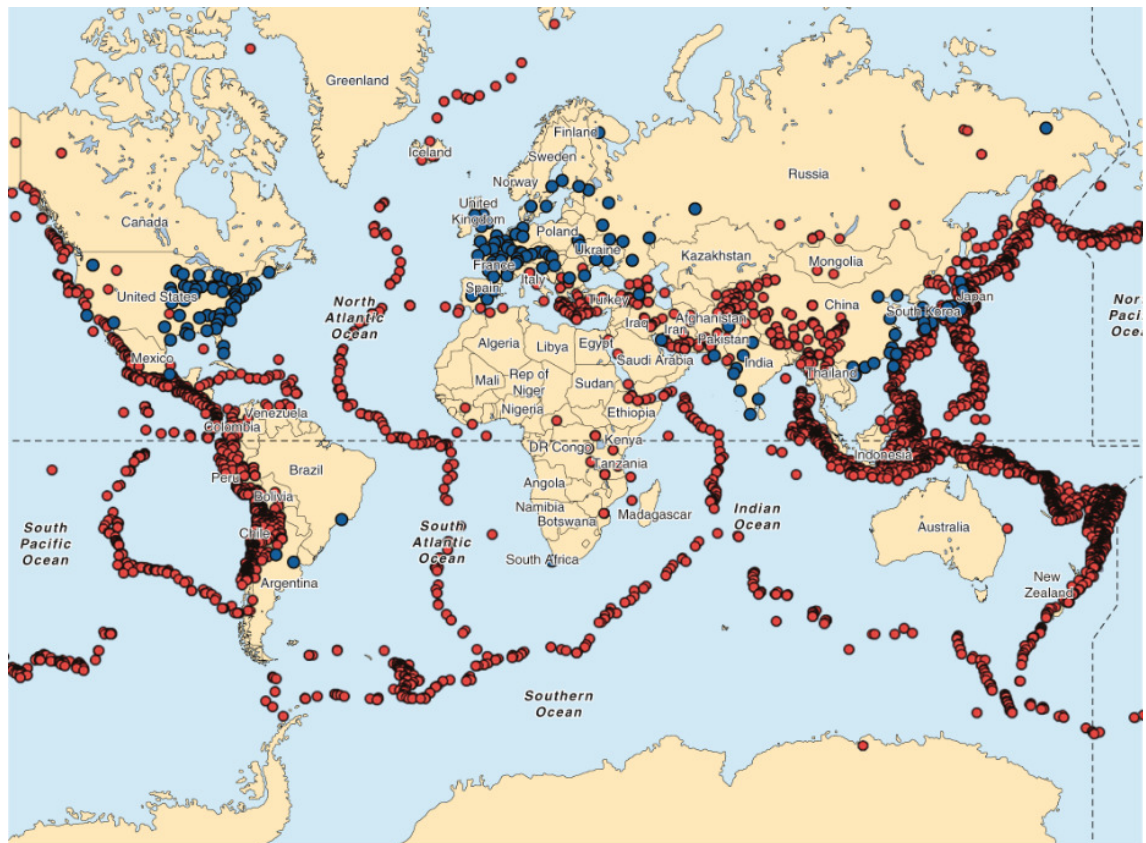 Greenland
Iceland
Finland
Sweden
Norway
Russia
United
Kingdom
Cañada
Poland
Ukraine
France
Kazakhstan
Mongolia
Italy
Spain
United States
North
Atlantic
Ocean
Turkey
China
Japan
South Korea
Nor
Pacif
Oc
Afghanistan
Iraq
Iran
Pakistan
Algeria
Libya
Egypt
Mexico
Saudi Arabia
India
Thailand
Mali
Rep of
Niger
Sudan
Nigeria
Ethiopia
Venezuela
Colombia
DR Congo
Kenya
Indonesia
Tanzania
Brazil
Peru
Angola
Bolivia
Namibia
Botswana
Madagascar
Indian
Ocean
South
Pacific
Ocean
Chile
South
Atlantic
Ocean
Australia
South Africa
Argentina
New
Zealand
Southern
Ocean